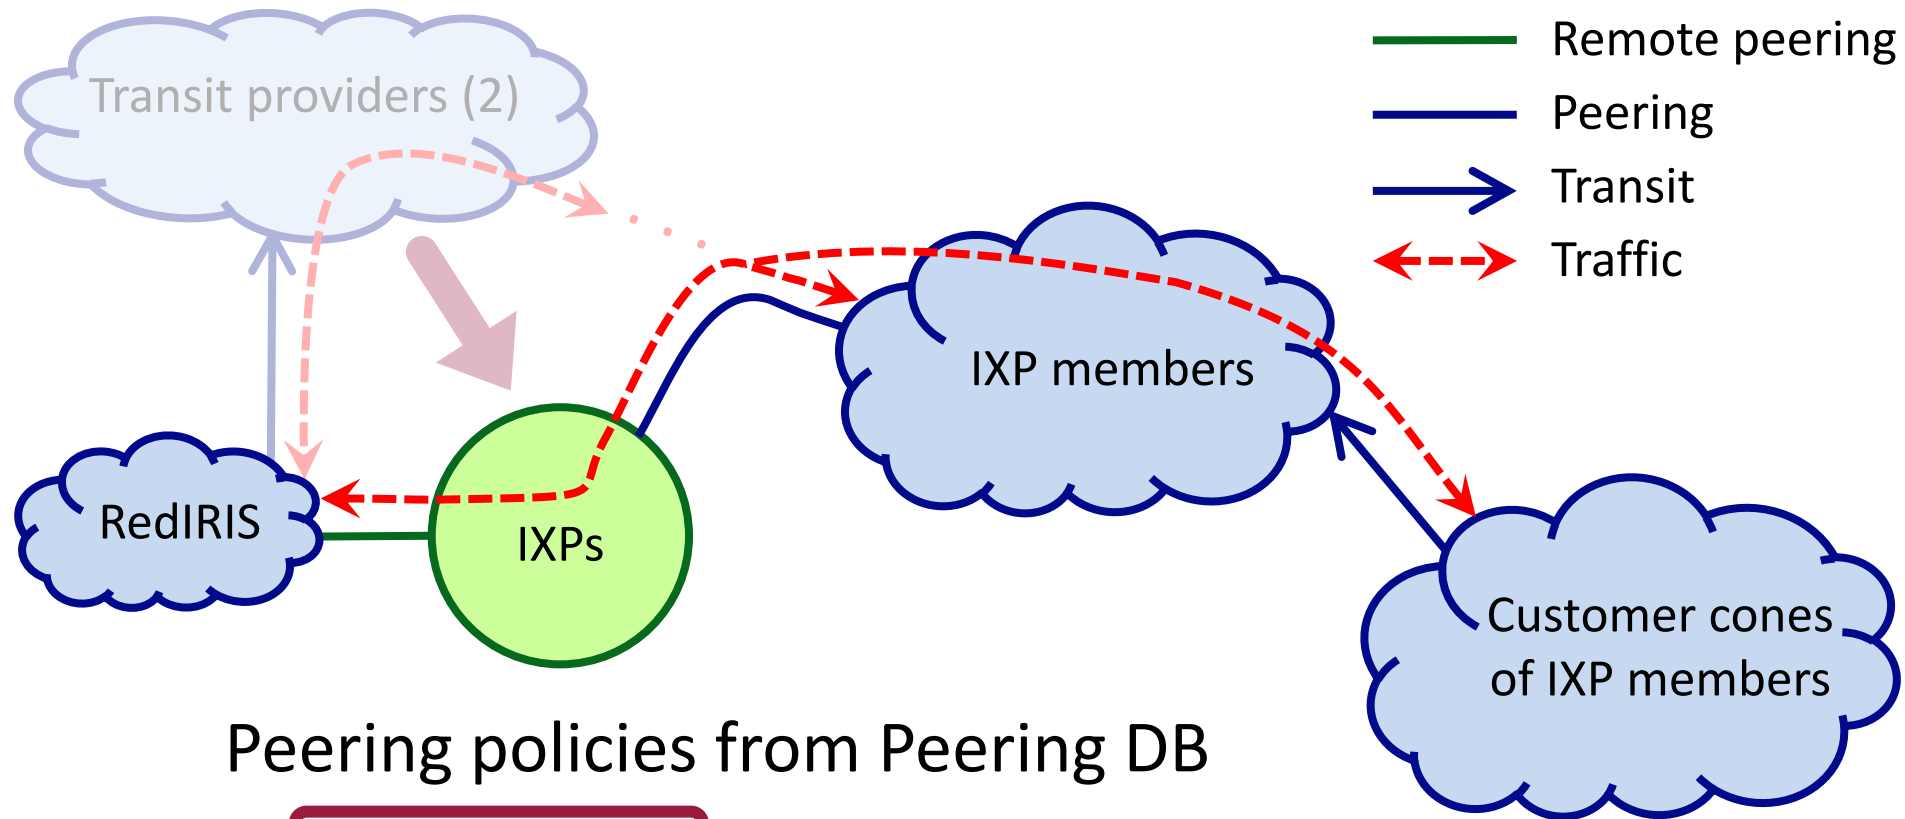 Transit providers (2)
Remote peering
Peering
Transit
Traffic
IXP members
RedIRIS
IXPs
Customer cones
of IXP members
Peering policies from Peering DB